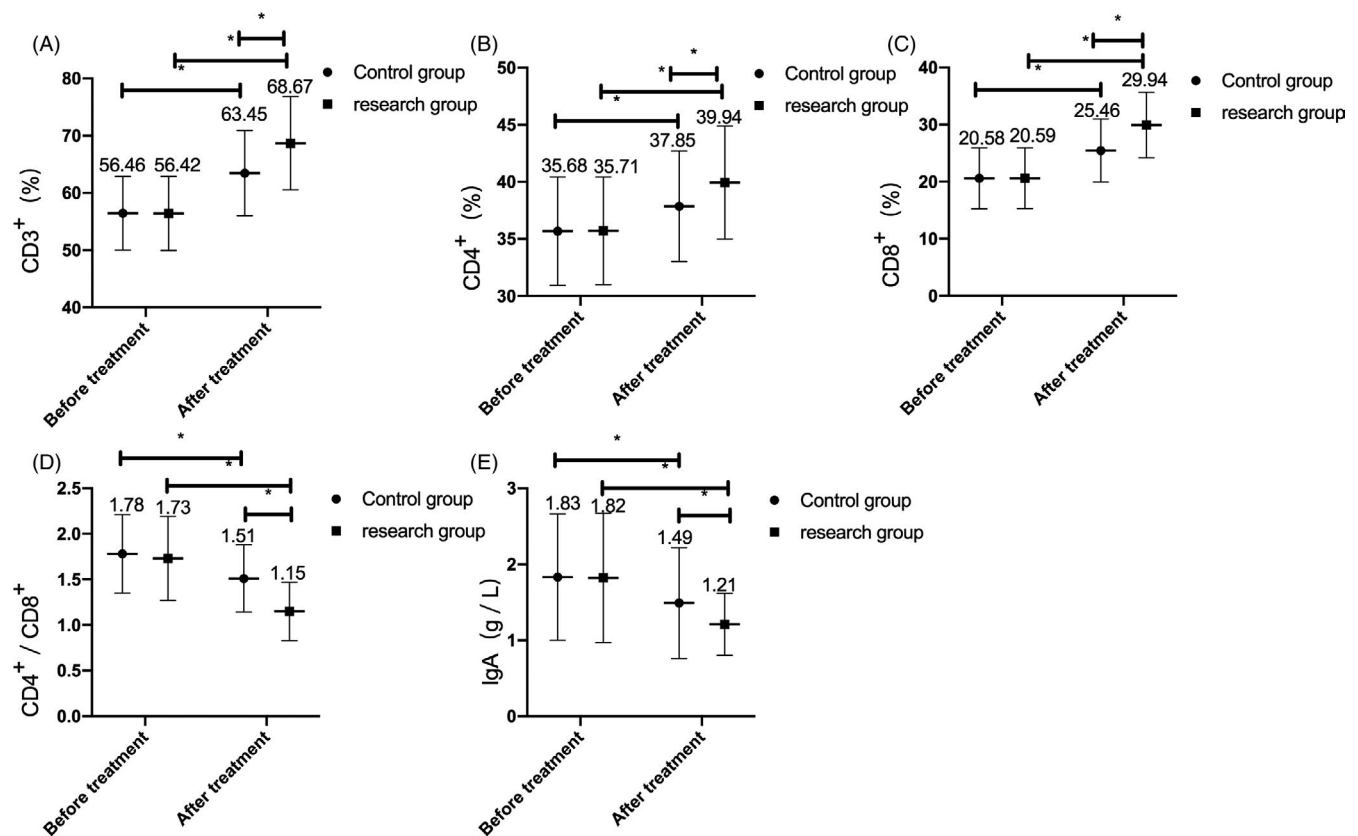 (A)
*
*
*
80
70
60
50
40
CD3+ (%)
56.46
56.42
63.45
68.67
Control group
research group
Before treatment
After treatment
(B)
*
*
*
50
45
40
35
30
CD4+ (%)
35.68
35.71
37.85
39.94
Control group
research group
Before treatment
After treatment
(C)
*
*
*
40
30
20
10
0
CD8+ (%)
20.58
20.59
25.46
29.94
Control group
research group
Before treatment
After treatment
(D)
*
*
*
2.5
2.0
1.5
1.0
0.5
0.0
CD4+ / CD8+
1.78
1.73
1.51
1.15
Control group
research group
Before treatment
After treatment
(E)
*
*
*
3
2
1
0
IgA (g / L)
1.83
1.82
1.49
1.21
Control group
research group
Before treatment
After treatment